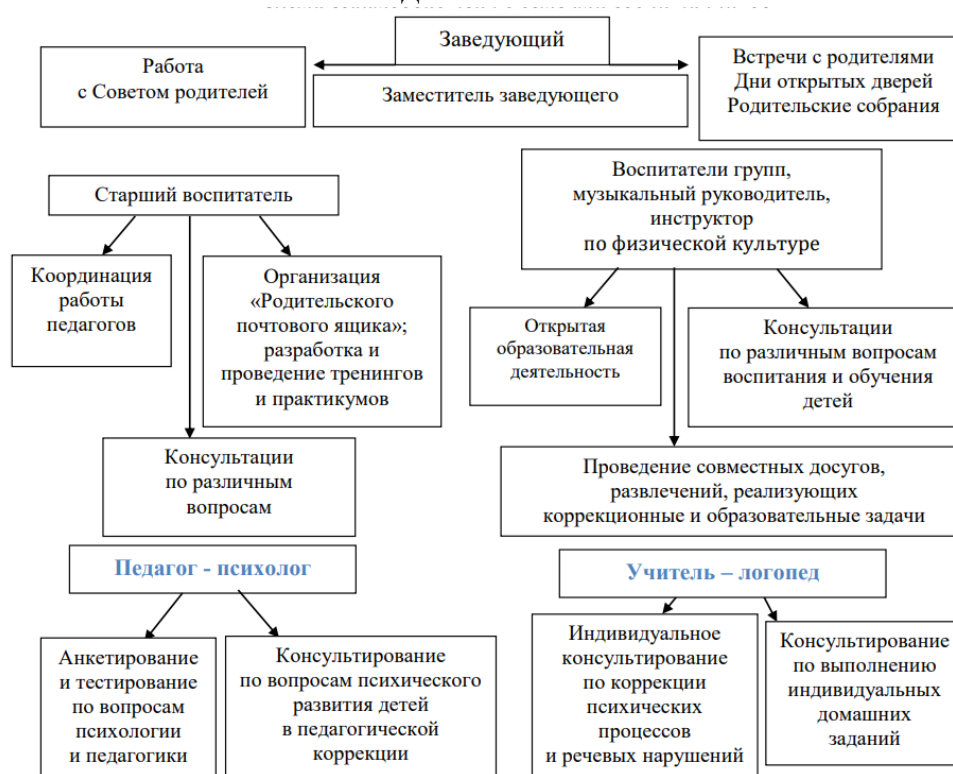 Заведующий
Работа
с Советом родителей
Заместитель заведующего
Встречи с родителями
Дни открытых дверей
Родительские собрания
Старший воспитатель
Воспитатели групп,
музыкальный руководитель,
инструктор
по физической культуре
Координация
работы
педагогов
Организация
«Родительского
почтового ящика»;
разработка и
проведение тренингов
и практикумов
Открытая
образовательная
деятельность
Консультации
по различным вопросам
воспитания и обучения
детей
Консультации
по различным
вопросам
Проведение совместных досугов,
развлечений, реализующих
коррекционные и образовательные задачи
Педагог - психолог
Учитель – логопед
Анкетирование
и тестирование
по вопросам
психологии
и педагогики
Консультирование
по вопросам психического
развития детей
в педагогической
коррекции
Индивидуальное
консультирование
по коррекции
психических
процессов
и речевых нарушений
Консультирование
по выполнению
индивидуальных
домашних
заданий